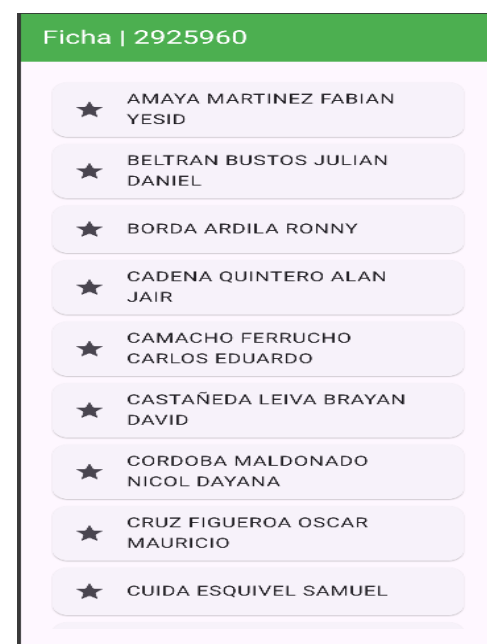 Ficha | 2925960
AMAYA MARTINEZ FABIAN
YESID
BELTRAN BUSTOS JULIAN
DANIEL
BORDA ARDILA RONNY
CADENA QUINTERO ALAN
JAIR
CAMACHO FERRUCHO
CARLOS EDUARDO
CASTAÑEDA LEIVA BRAYAN
DAVID
CORDOBA MALDONADO
NICOL DAYANA
CRUZ FIGUEROA OSCAR
MAURICIO
CUIDA ESQUIVEL SAMUEL